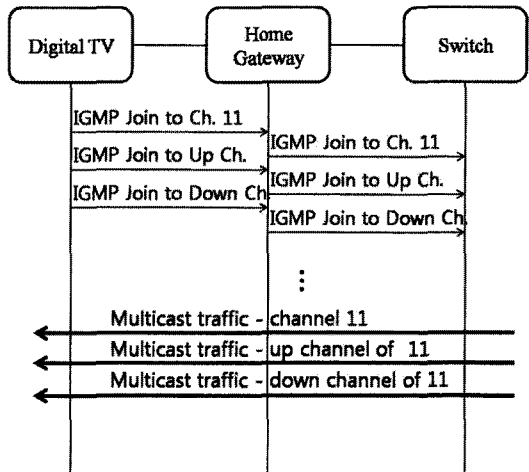 Digital TV
Home
Gateway
Switch
IGMP Join to Ch. 11
IGMP Join to Ch. 11
IGMP Join to Up Ch.
IGMP Join to Up Ch.
IGMP Join to Down Ch.
IGMP Join to Down Ch.
Multicast traffic - channel 11
Multicast traffic - up channel of 11
Multicast traffic - down channel of 11